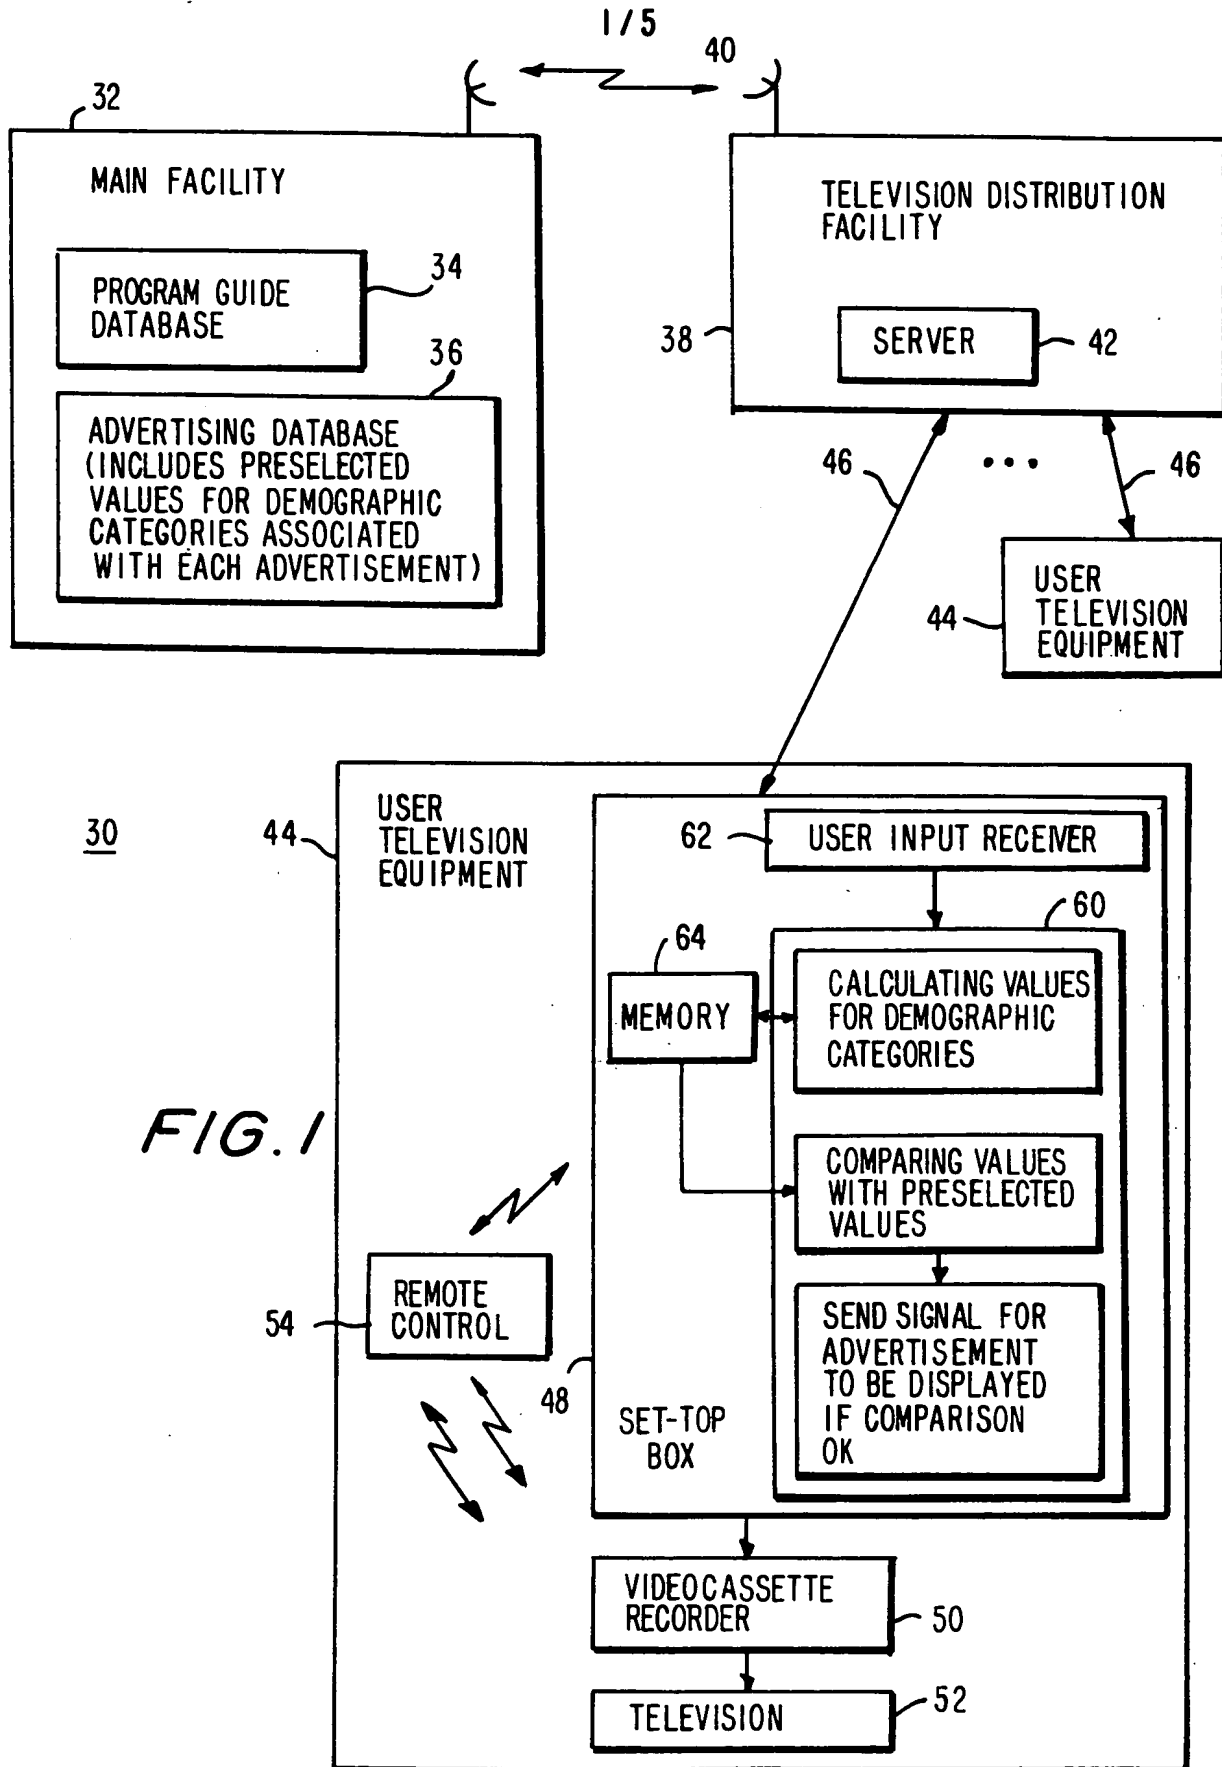 1/5
40
32
MAIN FACILITY
PROGRAM GUIDE
DATABASE
34
36
ADVERTISING DATABASE
(INCLUDES PRESELECTED
VALUES FOR DEMOGRAPHIC
CATEGORIES ASSOCIATED
WITH EACH ADVERTISEMENT)
TELEVISION DISTRIBUTION
FACILITY
38
SERVER
42
46
...
46
44
USER
TELEVISION
EQUIPMENT
30
44
USER
TELEVISION
EQUIPMENT
62
USER INPUT RECEIVER
60
64
MEMORY
CALCULATING VALUES
FOR DEMOGRAPHIC
CATEGORIES
FIG. 1
COMPARING VALUES
WITH PRESELECTED
VALUES
54
REMOTE
CONTROL
48
SET-TOP
BOX
SEND SIGNAL FOR
ADVERTISEMENT
TO BE DISPLAYED
IF COMPARISON
OK
VIDEOCASSETTE
RECORDER
50
TELEVISION
52